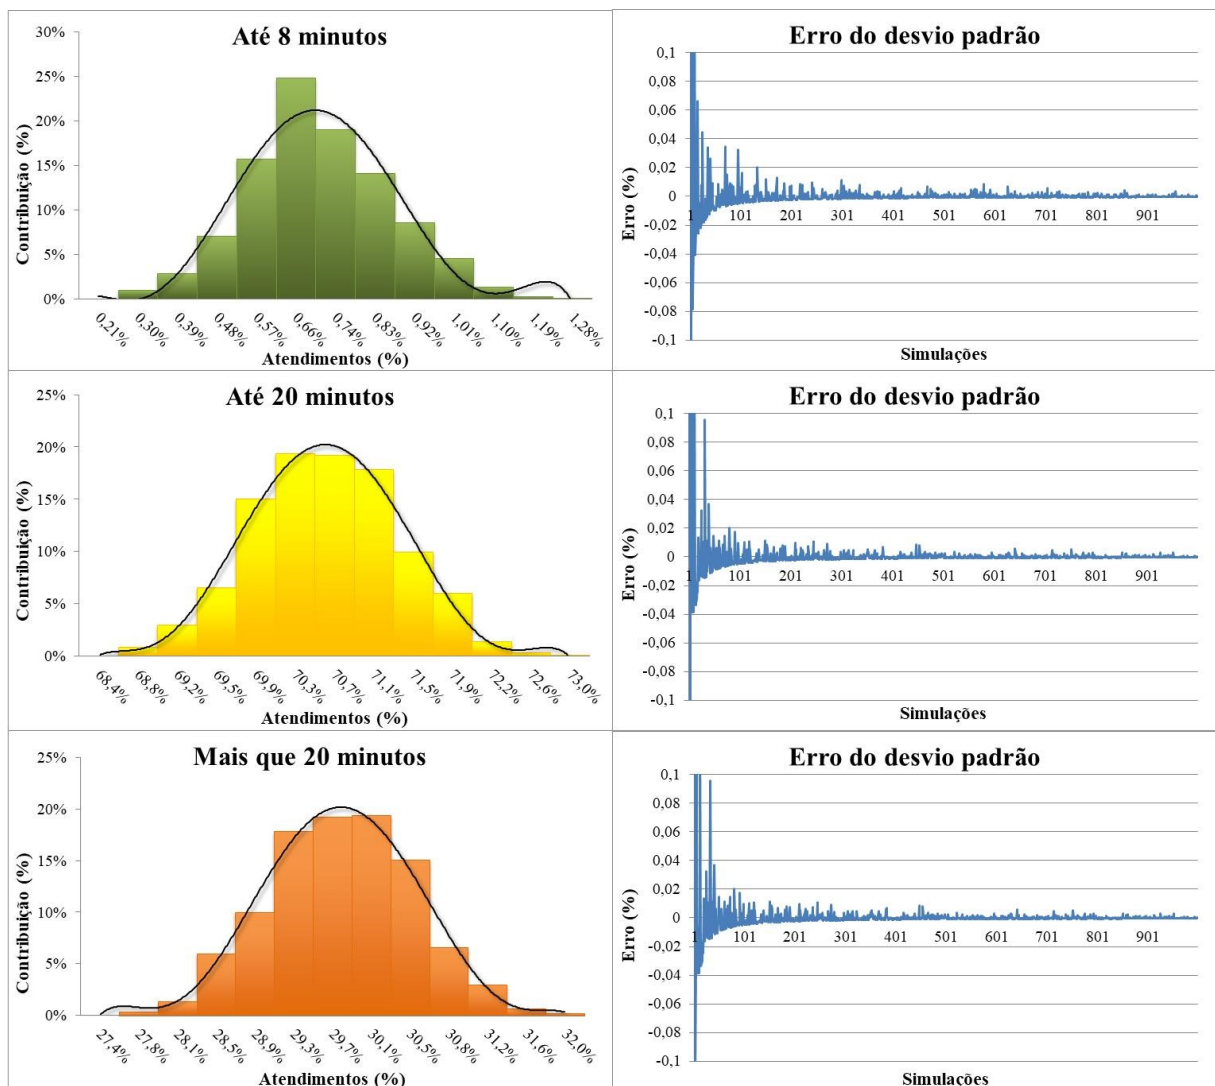 Até 8 minutos
Contribuição (%)
30%
25%
20%
15%
10%
5%
0%
0,21% 0,30% 0,39% 0,48% 0,57% 0,66% 0,74% 0,83% 0,92% 1,01% 1,10% 1,19% 1,28%
Atendimentos (%)
Erro do desvio padrão
Erro (%)
0,1
0,08
0,06
0,04
0,02
0
-0,02
-0,04
-0,06
-0,08
-0,1
1 101 201 301 401 501 601 701 801 901
Simulações
Até 20 minutos
Contribuição (%)
25%
20%
15%
10%
5%
0%
68,4% 68,8% 69,2% 69,5% 69,9% 70,3% 70,7% 71,1% 71,5% 71,9% 72,2% 72,6% 73,0%
Atendimentos (%)
Erro do desvio padrão
Erro (%)
0,1
0,08
0,06
0,04
0,02
0
-0,02
-0,04
-0,06
-0,08
-0,1
1 101 201 301 401 501 601 701 801 901
Simulações
Mais que 20 minutos
Contribuição (%)
25%
20%
15%
10%
5%
0%
27,4% 27,8% 28,1% 28,5% 28,9% 29,3% 29,7% 30,1% 30,5% 30,8% 31,2% 31,6% 32,0%
Atendimentos (%)
Erro do desvio padrão
Erro (%)
0,1
0,08
0,06
0,04
0,02
0
-0,02
-0,04
-0,06
-0,08
-0,1
1 101 201 301 401 501 601 701 801 901
Simulações